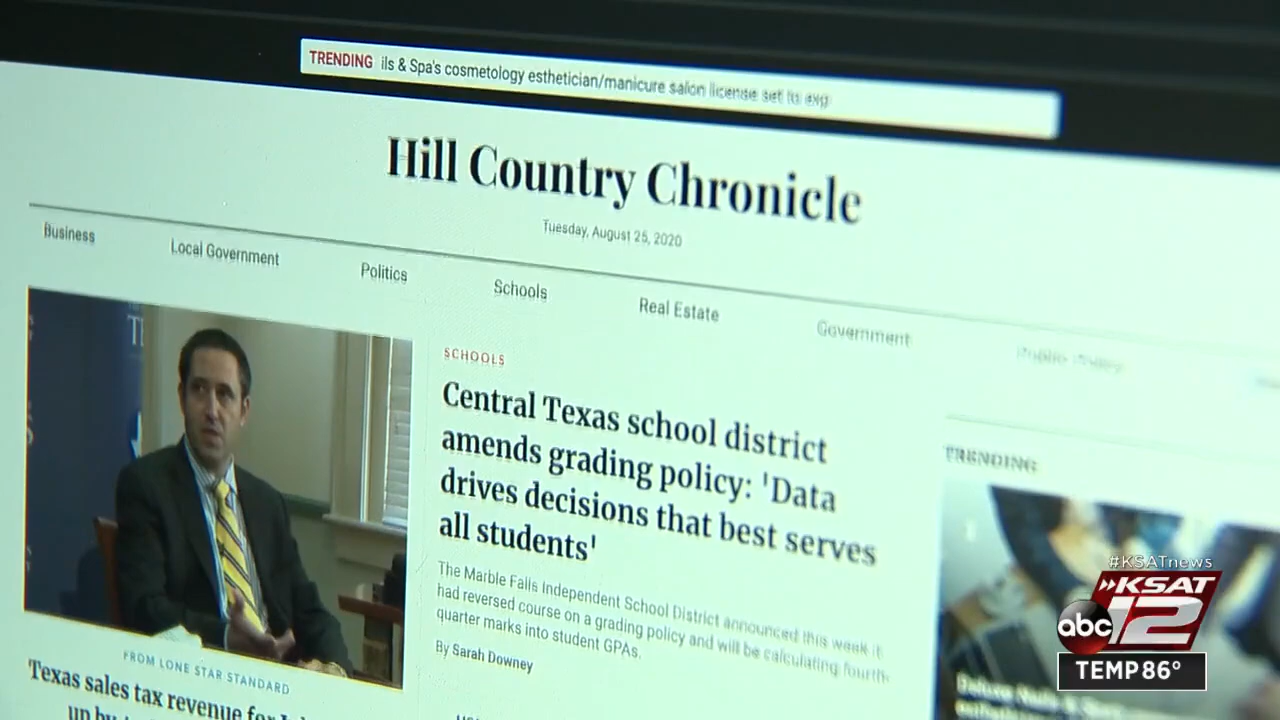 TRENDING ils & Spa's cosmetology esthetician/manicure salon license set to exp
Hill Country Chronicle
Tuesday, August 25, 2020
Business Local Government Politics Schools Real Estate Government Public Policy
SCHOOLS
Central Texas school district
amends grading policy: 'Data
drives decisions that best serves
all students'
The Marble Falls Independent School District announced this week it
had reversed course on a grading policy and will be calculating fourth-
quarter marks into student GPAs.
By Sarah Downey
FROM LONE STAR STANDARD
Texas sales tax revenue for
up by
TRENDING
#KSATnews
KSAT
abc 12
TEMP 86°